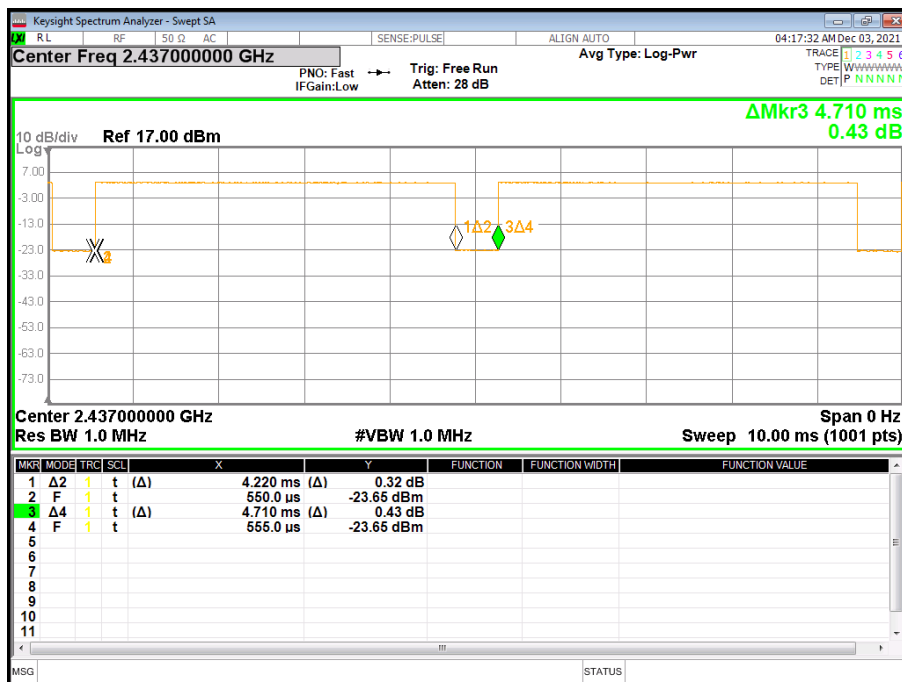 Keysight Spectrum Analyzer - Swept SA
LXI RL RF 50 Ω AC SENSE:PULSE ALIGN AUTO 04:17:32 AM Dec 03, 2021
Center Freq 2.437000000 GHz Avg Type: Log-Pwr TRACE 1 2 3 4 5 6
PNO: Fast Trig: Free Run TYPE WWWWWW
IFGain:Low Atten: 28 dB DET P N N N N N
ΔMkr3 4.710 ms
10 dB/div Ref 17.00 dBm 0.43 dB
Log
7.00
-3.00
-13.0
1Δ2 3Δ4
-23.0
-33.0
-43.0
-53.0
-63.0
-73.0
Center 2.437000000 GHz Span 0 Hz
Res BW 1.0 MHz #VBW 1.0 MHz Sweep 10.00 ms (1001 pts)
MKR MODE TRC SCL X Y FUNCTION FUNCTION WIDTH FUNCTION VALUE
1 Δ2 1 t (Δ) 4.220 ms (Δ) 0.32 dB
2 F 1 t 550.0 µs -23.65 dBm
3 Δ4 1 t (Δ) 4.710 ms (Δ) 0.43 dB
4 F 1 t 555.0 µs -23.65 dBm
5
6
7
8
9
10
11
MSG STATUS